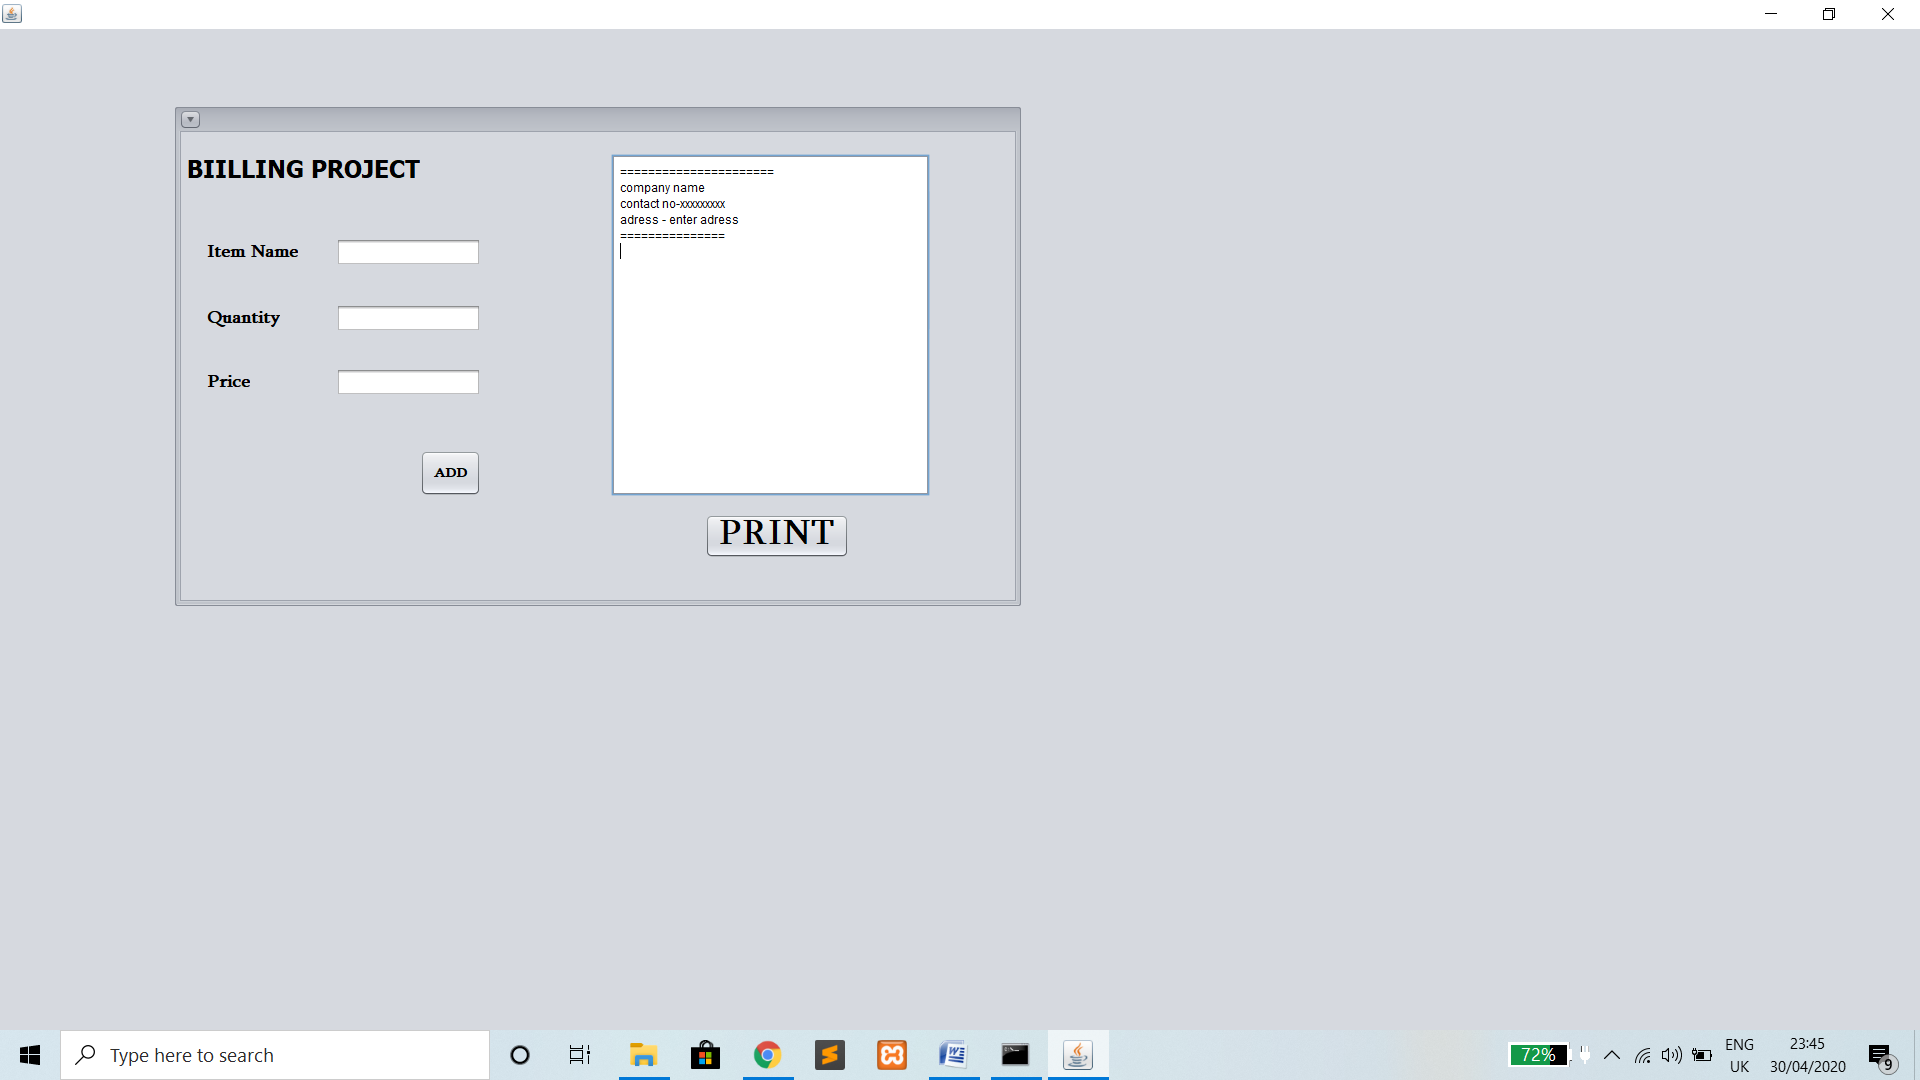 BIILLING PROJECT
Item Name
Quantity
Price
ADD
======================
company name
contact no-xxxxxxxxx
adress - enter adress
===============
PRINT
Type here to search
72%
ENG
UK
23:45
30/04/2020
9